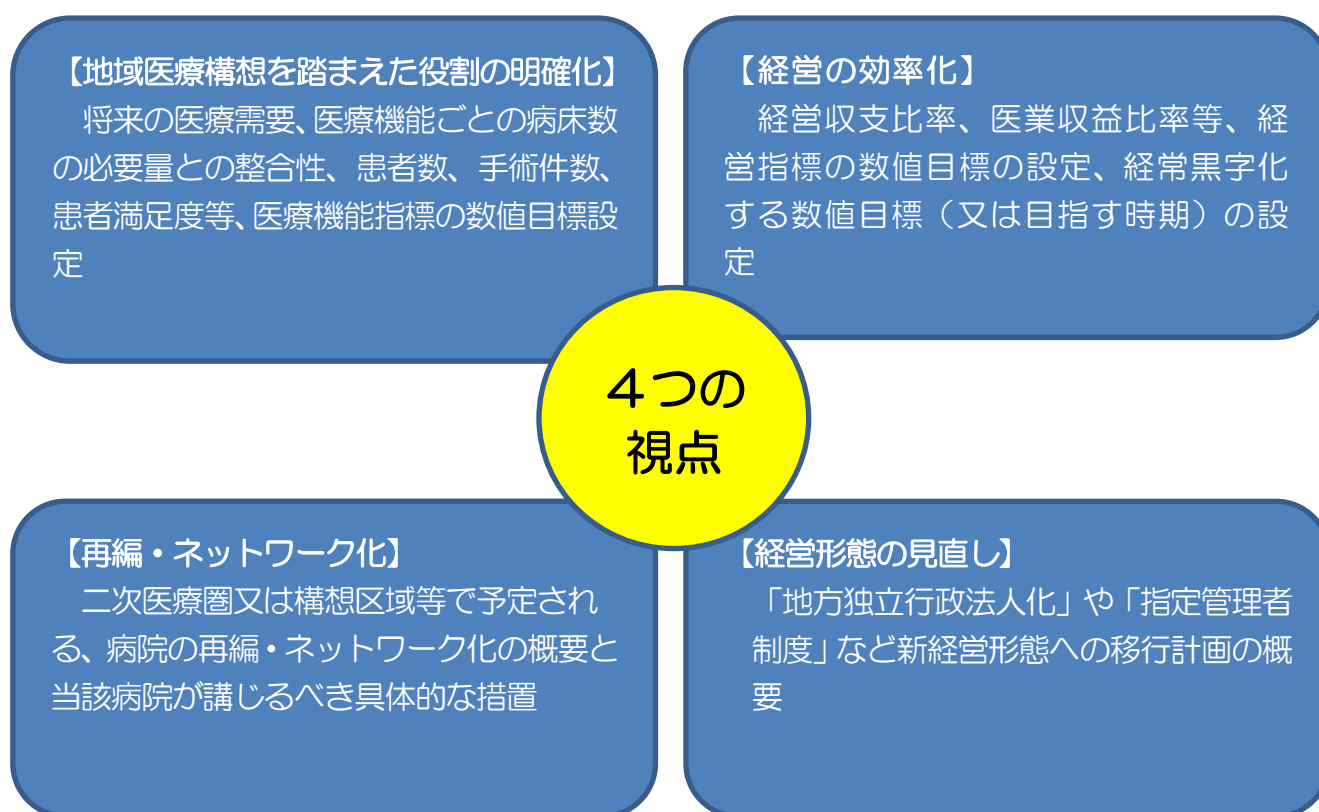 【地域医療構想を踏まえた役割の明確化】
将来の医療需要、医療機能ごとの病床数
の必要量との整合性、患者数、手術件数、
患者満足度等、医療機能指標の数値目標設
定
【経営の効率化】
経営収支比率、医業収益比率等、経
営指標の数値目標の設定、経常黒字化
する数値目標（又は目指す時期）の設
定
４つの
視点
【再編・ネットワーク化】
二次医療圏又は構想区域等で予定され
る、病院の再編・ネットワーク化の概要と
当該病院が講じるべき具体的な措置
【経営形態の見直し】
「地方独立行政法人化」や「指定管理者
制度」など新経営形態への移行計画の概
要